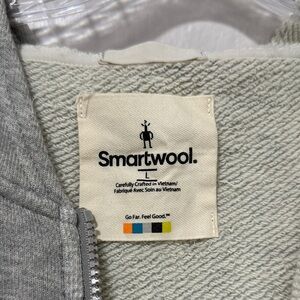 Smartwool.
L
Carefully Crafted in Vietnam/
Fabriqué Avec Soin au Vietnam
Go Far. Feel Good.™